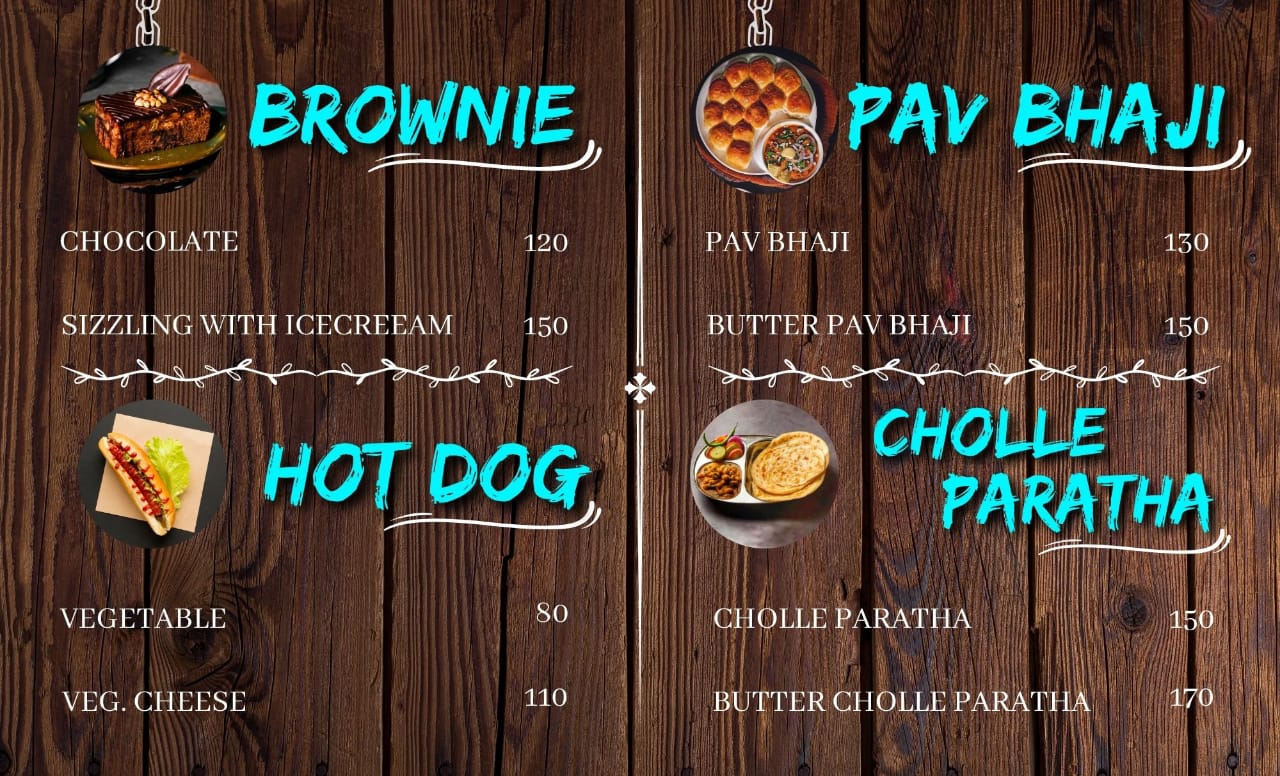 BROWNIE
CHOCOLATE 120
SIZZLING WITH ICECREEAM 150
HOT DOG
VEGETABLE 80
VEG. CHEESE 110
PAV BHAJI
PAV BHAJI 130
BUTTER PAV BHAJI 150
CHOLLE
PARATHA
CHOLLE PARATHA 150
BUTTER CHOLLE PARATHA 170